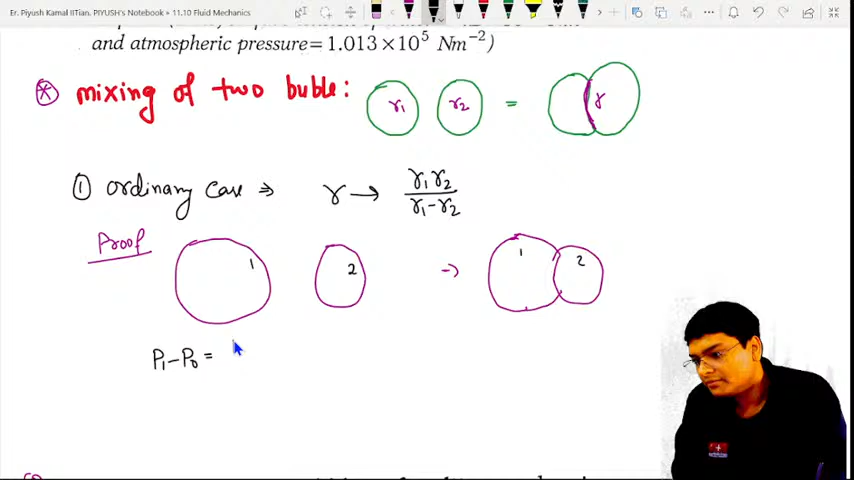 Er. Piyush Kamal IITian. PIYUSH's Notebook » 11.10 Fluid Mechanics
and atmospheric pressure=1.013×10⁵ Nm⁻²)
* mixing of two buble: r₁ r₂ = r
① ordinary case ⇒ r → r₁r₂/r₁-r₂
Proof 1 2 → 1 2
P₁-P₀ =